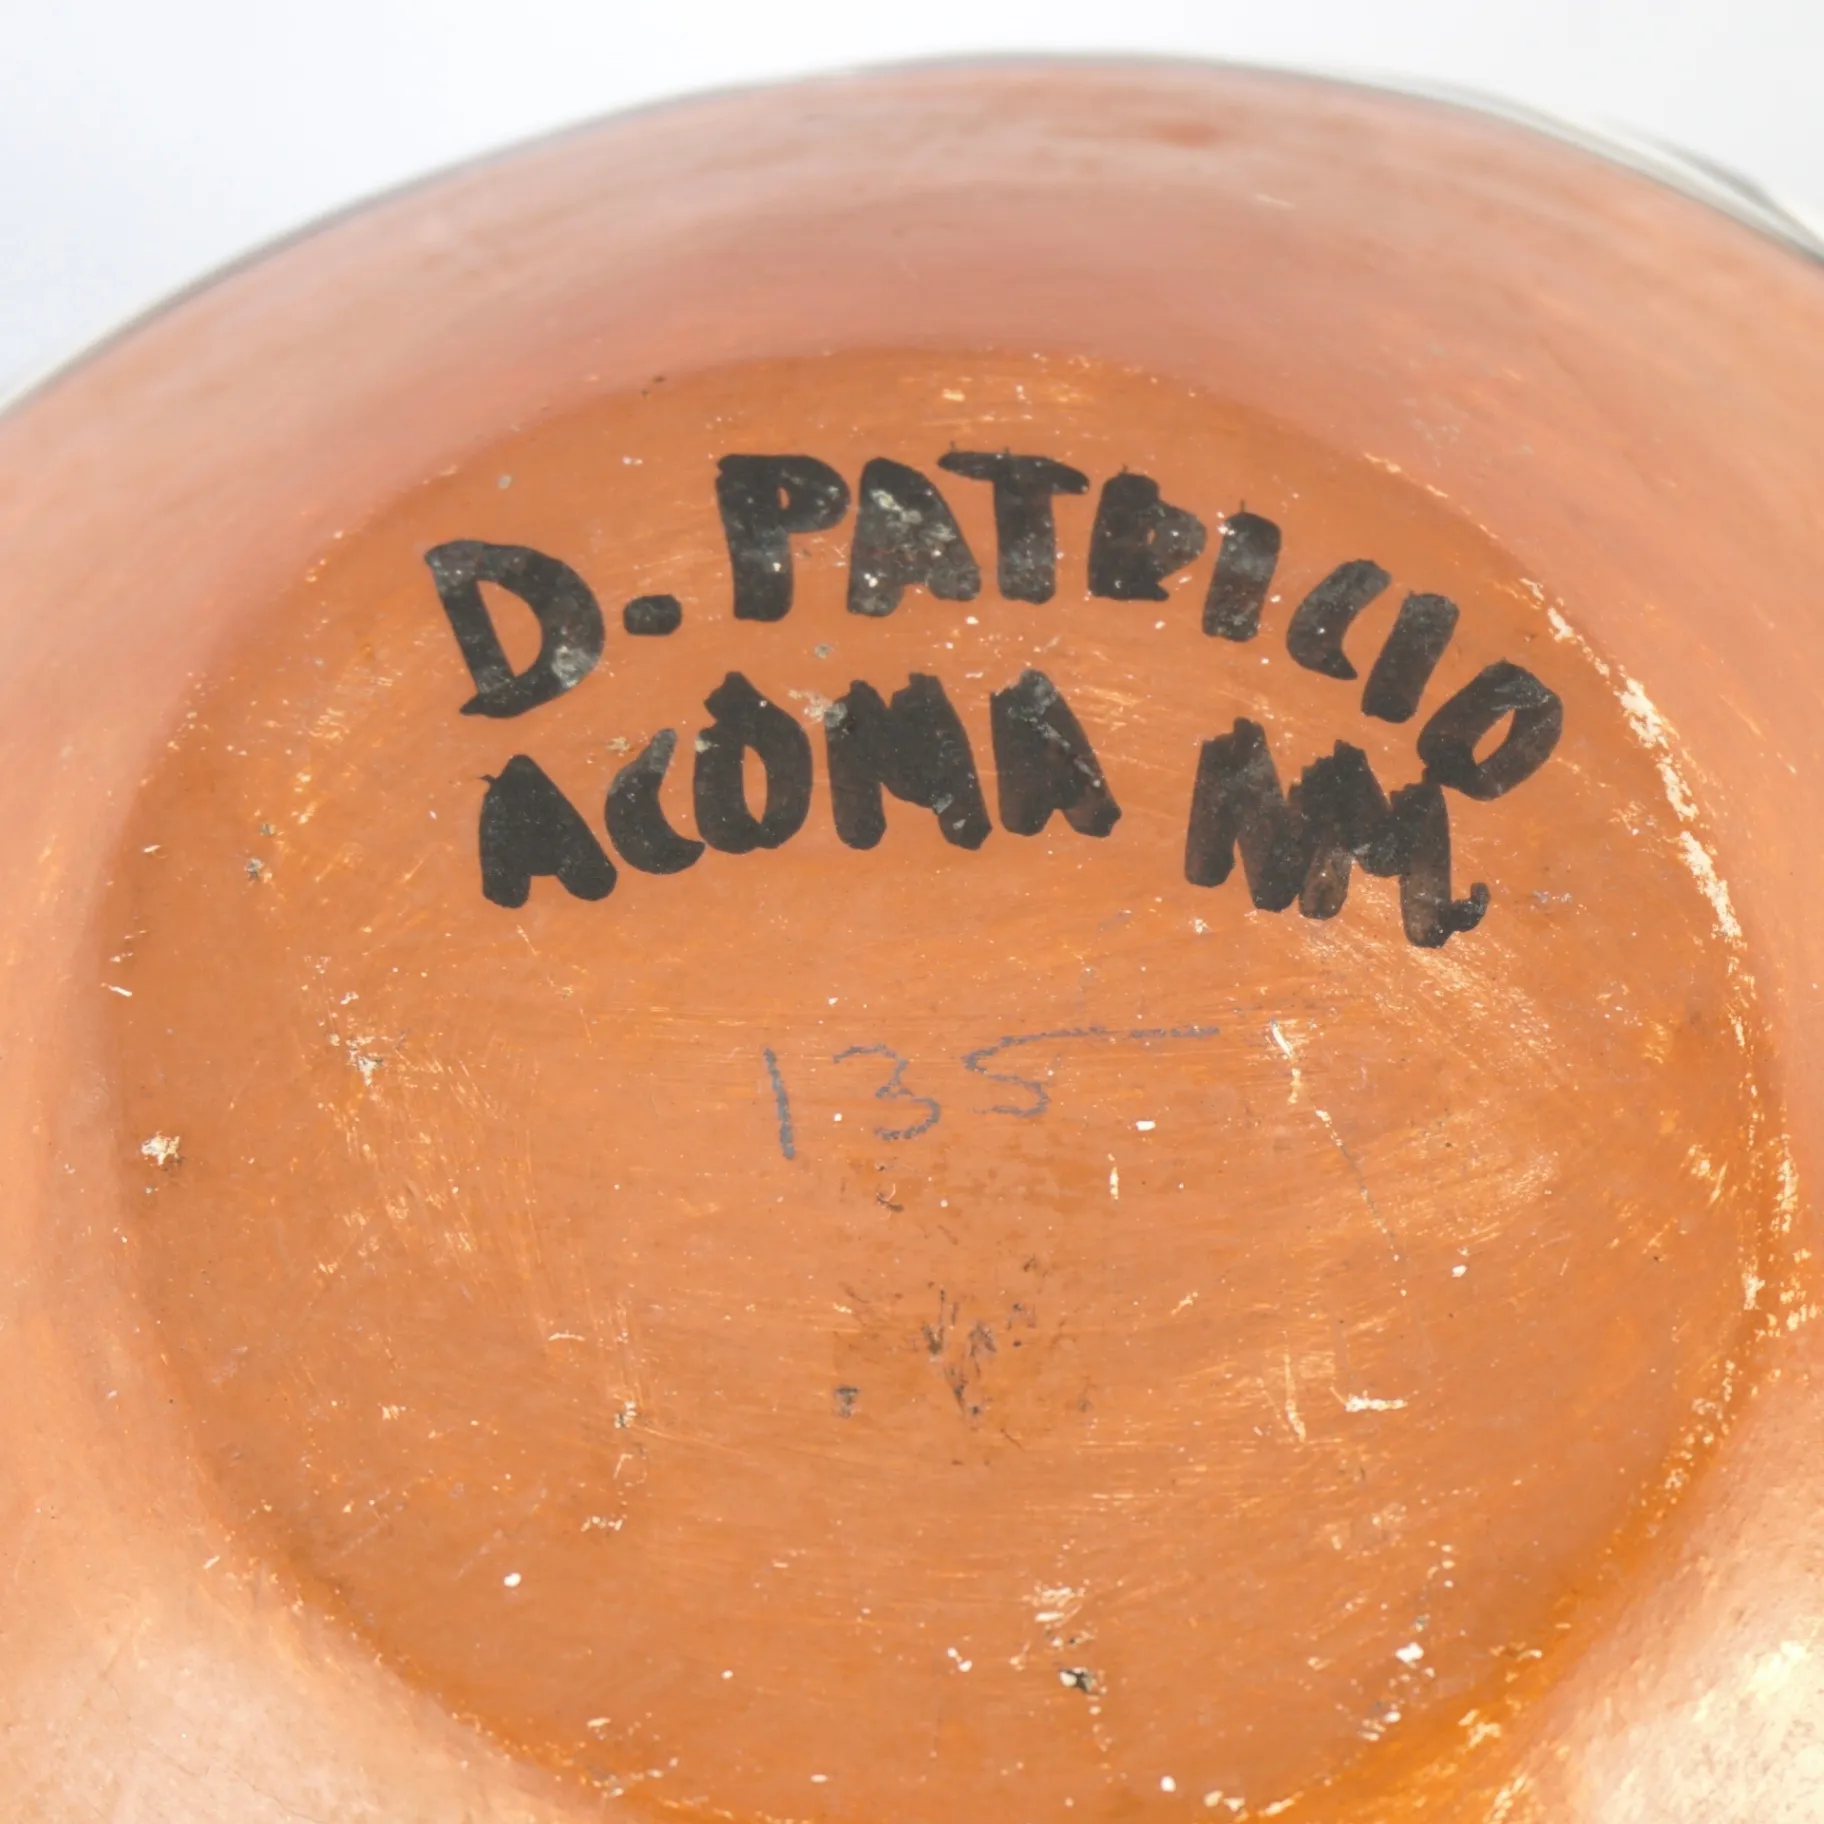 D. PATRICIO
ACOMA NM.
135